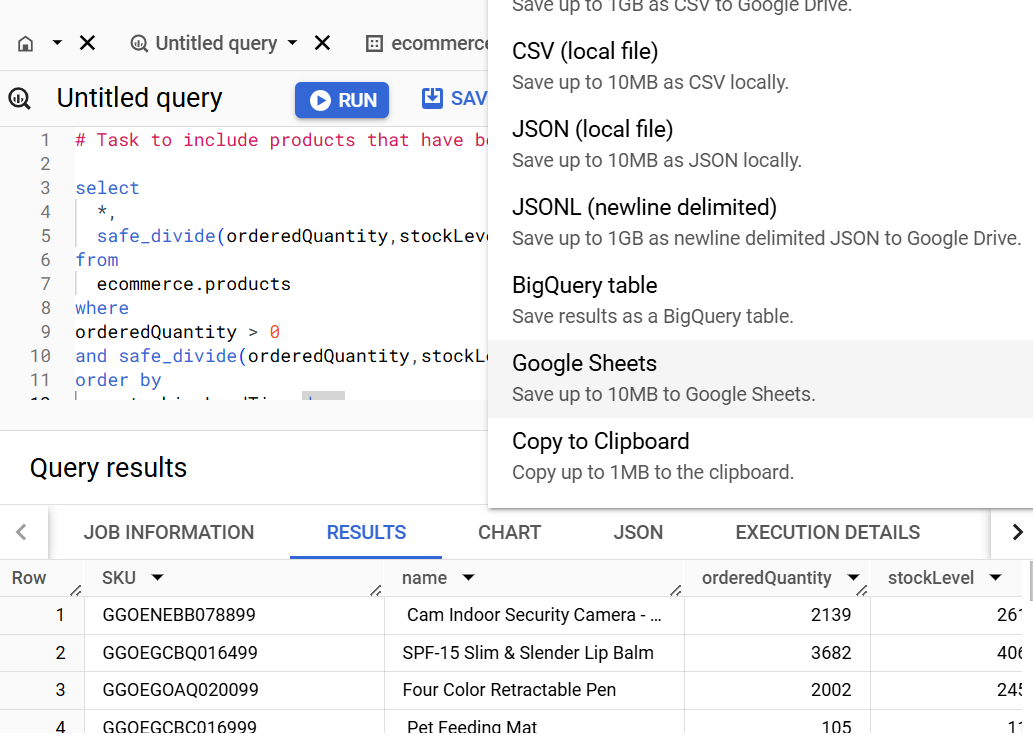 Save up to 1GB as CSV to Google Drive.
Untitled query
ecommerce
CSV (local file)
Save up to 10MB as CSV locally.
Untitled query
RUN
SAV
JSON (local file)
Save up to 10MB as JSON locally.
JSONL (newline delimited)
Save up to 1GB as newline delimited JSON to Google Drive.
BigQuery table
Save results as a BigQuery table.
Google Sheets
Save up to 10MB to Google Sheets.
Copy to Clipboard
Copy up to 1MB to the clipboard.
1 # Task to include products that have be
2
3 select
4 *,
5 safe_divide(orderedQuantity,stockLeve
6 from
7 ecommerce.products
8 where
9 orderedQuantity > 0
10 and safe_divide(orderedQuantity,stockLe
11 order by
Query results
JOB INFORMATION RESULTS CHART JSON EXECUTION DETAILS
Row SKU name orderedQuantity stockLevel
1 GGOENEBB078899 Cam Indoor Security Camera - ... 2139 261
2 GGOEGCBQ016499 SPF-15 Slim & Slender Lip Balm 3682 406
3 GGOEGOAQ020099 Four Color Retractable Pen 2002 245
4 GGOEGCBC016999 Pet Feeding Mat 105 11